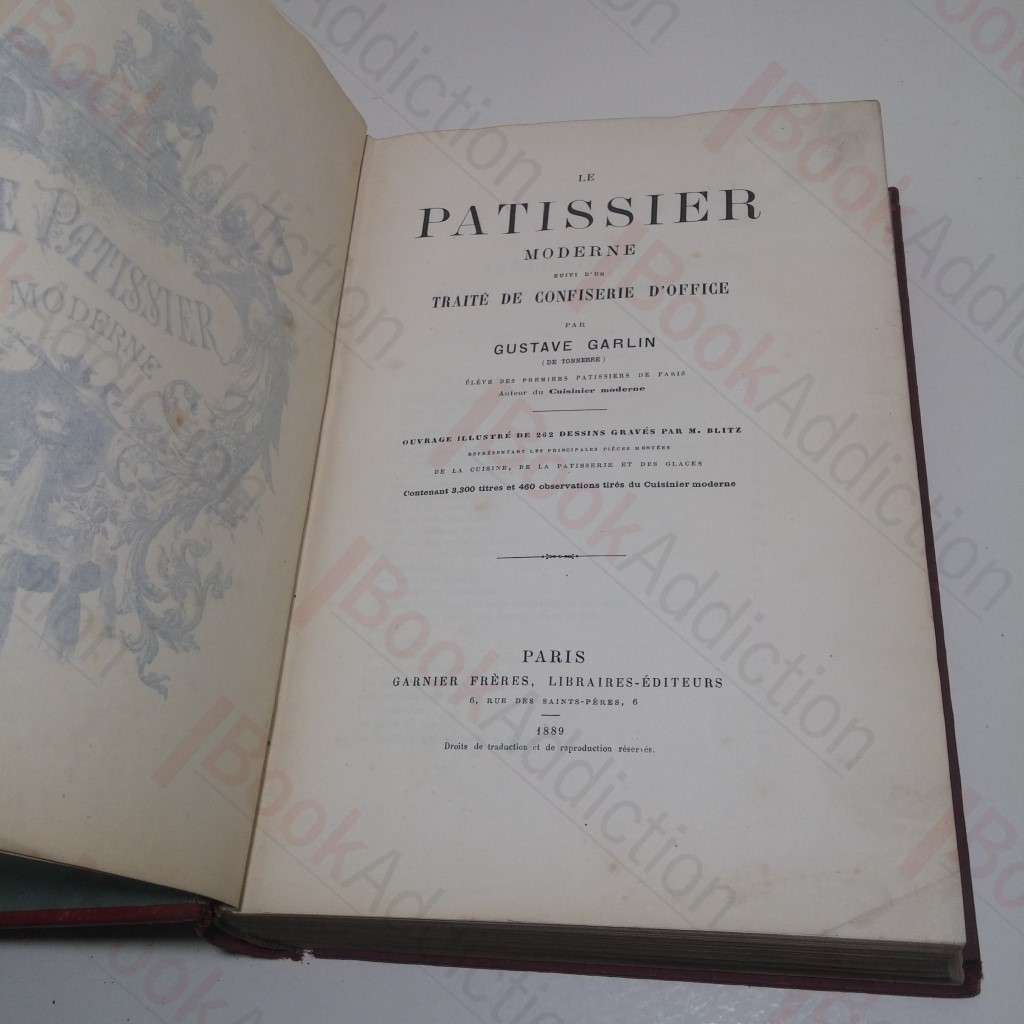 E PATISSIER
MODERNE
LE
PATISSIER
MODERNE
SUIVI D'UN
TRAITÉ DE CONFISERIE D'OFFICE
PAR
GUSTAVE GARLIN
(DE TONNERRE)
ÉLÈVE DES PREMIERS PATISSIERS DE PARIS
Auteur du Cuisinier moderne
OUVRAGE ILLUSTRÉ DE 262 DESSINS GRAVÉS PAR M. BLITZ
REPRÉSENTANT LES PRINCIPALES PIÈCES MONTÉES
DE LA CUISINE, DE LA PATISSERIE ET DES GLACES
Contenant 3,300 titres et 460 observations tirés du Cuisinier moderne
PARIS
GARNIER FRÈRES, LIBRAIRES-ÉDITEURS
6, RUE DES SAINTS-PÈRES, 6
1889
Droits de traduction et de reproduction réservés.
BookAddiction